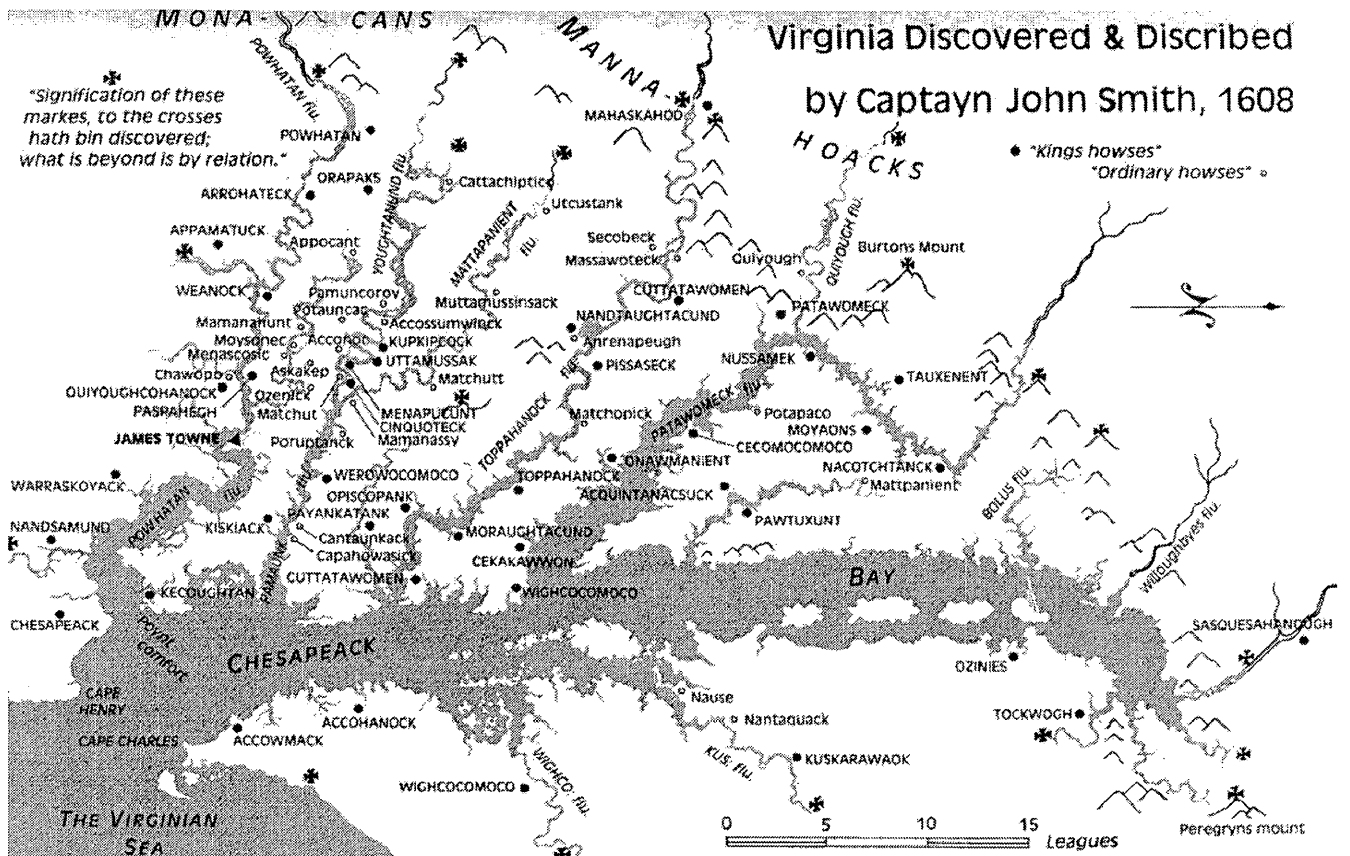 MONA- CANS
MANNA-
HOACKS
Virginia Discovered & Discribed
by Captayn John Smith, 1608
"Signification of these
markes, to the crosses
hath bin discovered;
what is beyond is by relation."
"Kings howses"
"Ordinary howses"
POWHATAN flu.
POWHATAN
ORAPAKS
ARROHATECK
APPAMATUCK
Appocant
WEANOCK
YOUGHTANUND flu.
Cattachiptico
MATTAPANIENT
flu.
Utcustank
MAHASKAHOD
Secobeck
Massawoteck
QUIYOUGH flu.
Quiyough
Burtons Mount
Pamuncoroy
Potauncac
Muttamussinsack
CUTTATAWOMEN
PATAWOMECK
Mamanahunt
Accossumwinck
NANDTAUGHTACUND
Moysonec
Accoqueck
KUPKIPCOCK
Anrenapeugh
Menascosic
UTTAMUSSAK
PISSASECK
NUSSAMEK
Chawopo
Askakep
Matchutt
TAUXENENT
QUIYOUGHCOHANOCK
Ozenick
PASPAHEGH
Matchut
MENAPUCUNT
CINQUOTECK
Mamanassy
Matchopick
PATAWOMECK flu.
Potapaco
MOYAONS
CECOMOCOMOCO
JAMES TOWNE
Poruptanck
TOPPAHANOCK
flu.
ONAWMANIENT
NACOTCHTANCK
Mattpanient
WARRASKOYACK
WEROWOCOMOCO
TOPPAHANOCK
ACQUINTANACSUCK
OPISCOPANK
PAWTUXUNT
BOLUS flu.
NANDSAMUND
POWHATAN
flu.
KISKIACK
PAYANKATANK
Cantaunkack
Capahowasick
MORAUGHTACUND
CEKAKAWWON
Willoughbyes flu.
PAMAUNK
flu.
CUTTATAWOMEN
WIGHCOCOMOCO
KECOUGHTAN
CHESAPEACK
Poynt
comfort
CHESAPEACK
BAY
SASQUESAHANOUGH
OZINIES
CAPE
HENRY
CAPE CHARLES
ACCOWMACK
ACCOHANOCK
Nause
Nantaquack
TOCKWOGH
WIGHCOCOMOCO
WIGHCO: flu.
KUS: flu.
KUSKARAWAOK
THE VIRGINIAN
SEA
0 5 10 15
Leagues
Peregryns mount